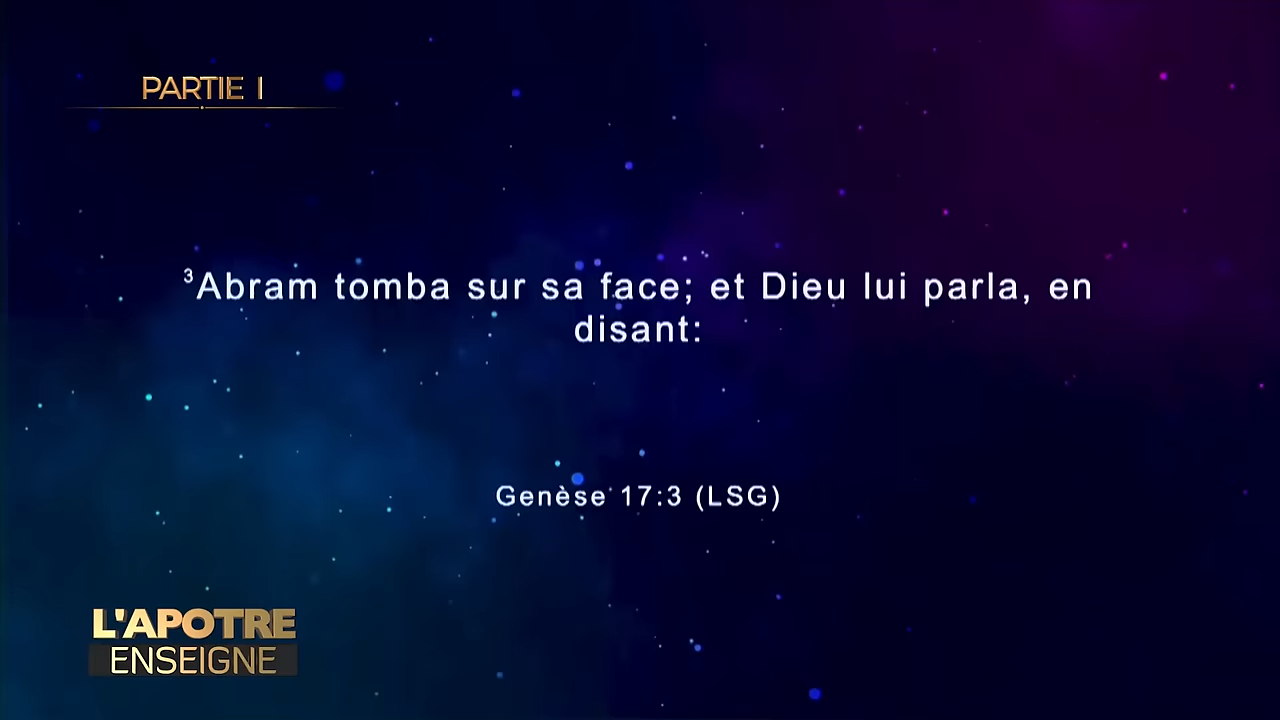 PARTIE I
³Abram tomba sur sa face; et Dieu lui parla, en
disant:
Genèse 17:3 (LSG)
L'APOTRE
ENSEIGNE